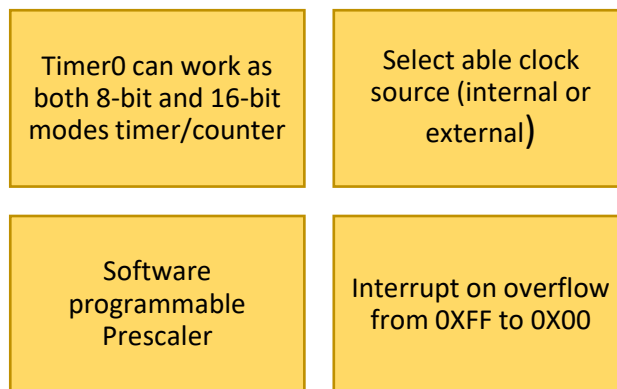 Timer0 can work as
both 8-bit and 16-bit
modes timer/counter
Select able clock
source (internal or
external)
Software
programmable
Prescaler
Interrupt on overflow
from 0XFF to 0X00